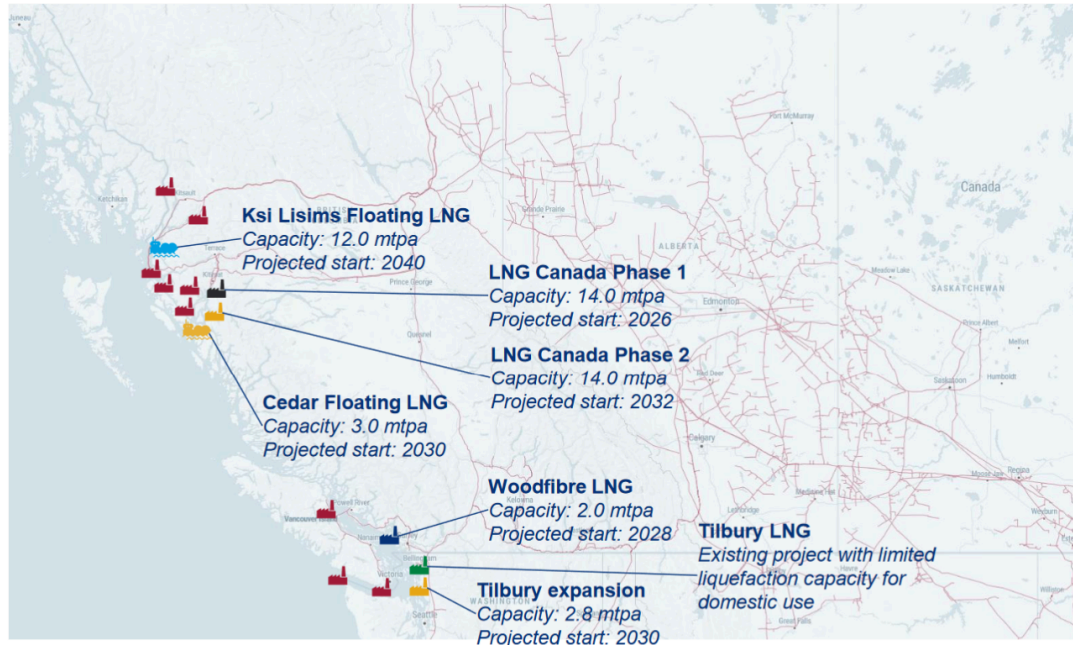 Juneau
Fort McMurray
Canada
Ketchikan
Ksi Lisims Floating LNG
Capacity: 12.0 mtpa
Projected start: 2040
Grande Prairie
ALBERTA
Terrace
Kitimat
Prince George
LNG Canada Phase 1
Capacity: 14.0 mtpa
Projected start: 2026
Meadow Lake
SASKATCHEWAN
Edmonton
Prince Albert
Quesnel
Melfort
LNG Canada Phase 2
Capacity: 14.0 mtpa
Projected start: 2032
Red Deer
Saskatoon
Humboldt
Cedar Floating LNG
Capacity: 3.0 mtpa
Projected start: 2030
Calgary
Woodfibre LNG
Capacity: 2.0 mtpa
Projected start: 2028
Powell River
Kelowna
Medicine Hat
Moose Jaw
Regina
Weyburn
Vancouver Island
Lethbridge
Tilbury LNG
Existing project with limited
liquefaction capacity for
domestic use
Bellingham
Victoria
Havre
Williston
Tilbury expansion
Capacity: 2.8 mtpa
Projected start: 2030
WASHINGTON
Seattle
Great Falls